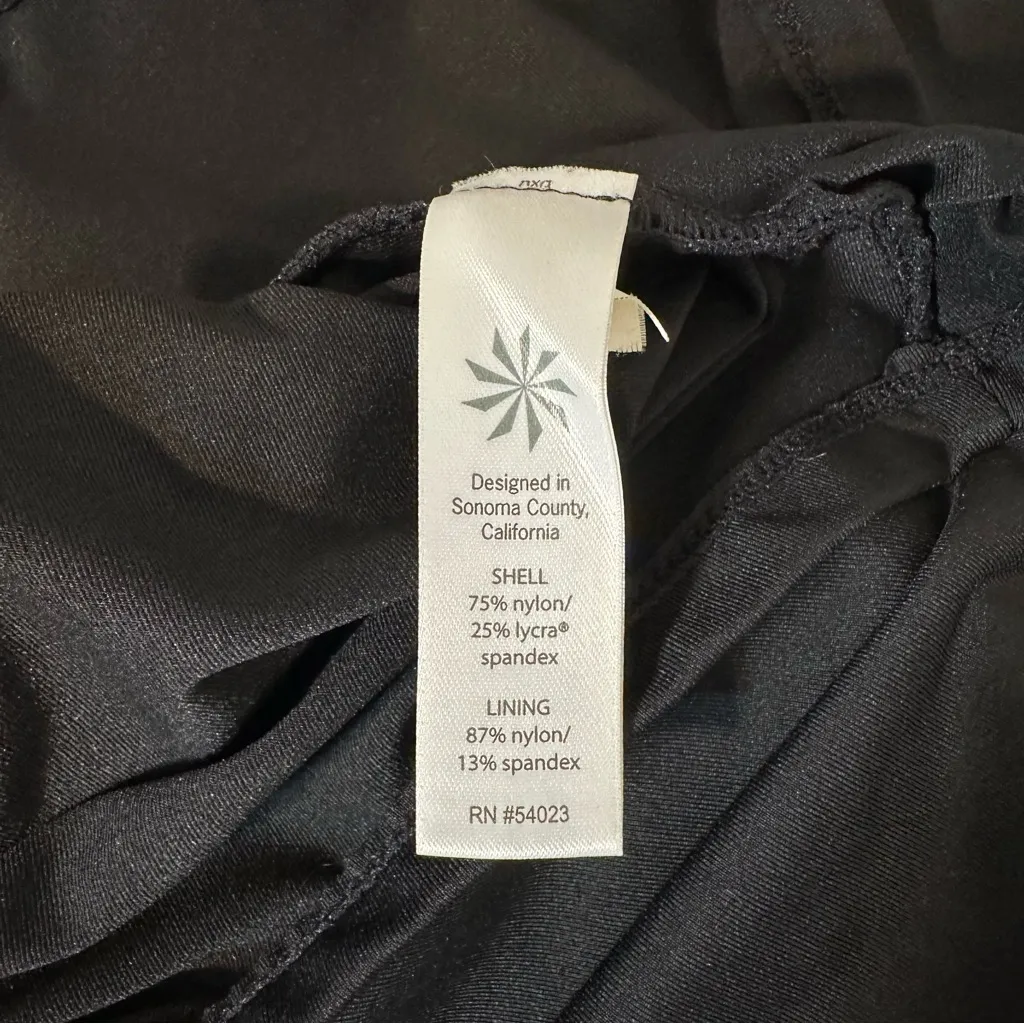 Designed in
Sonoma County,
California
SHELL
75% nylon/
25% lycra®
spandex
LINING
87% nylon/
13% spandex
RN #54023